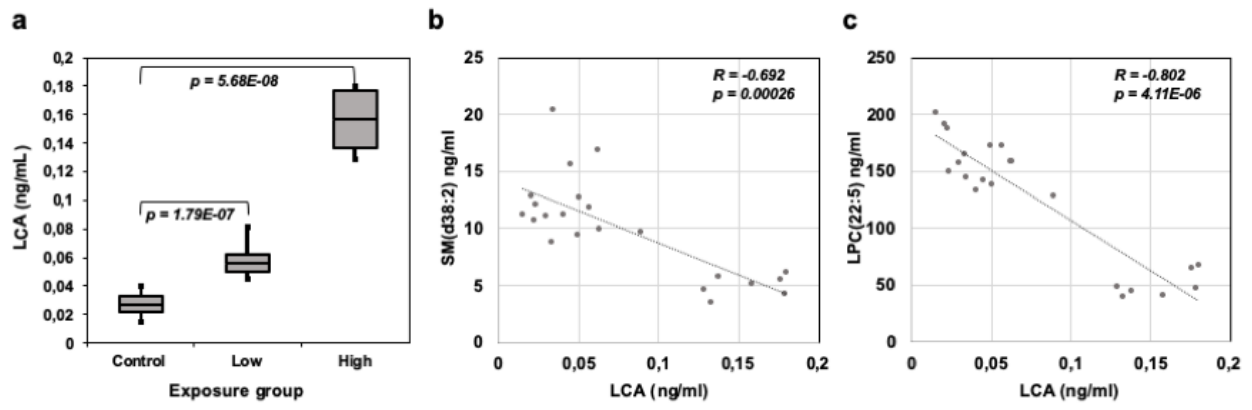 a
LCA (ng/mL)
0,2
0,18
0,16
0,14
0,12
0,1
0,08
0,06
0,04
0,02
0
p = 5.68E-08
p = 1.79E-07
Control Low High
Exposure group
b
SM(d38:2) ng/ml
25
20
15
10
5
0
R = -0.692
p = 0.00026
0 0,05 0,1 0,15 0,2
LCA (ng/ml)
c
LPC(22:5) ng/ml
250
200
150
100
50
0
R = -0.802
p = 4.11E-06
0 0,05 0,1 0,15 0,2
LCA (ng/ml)